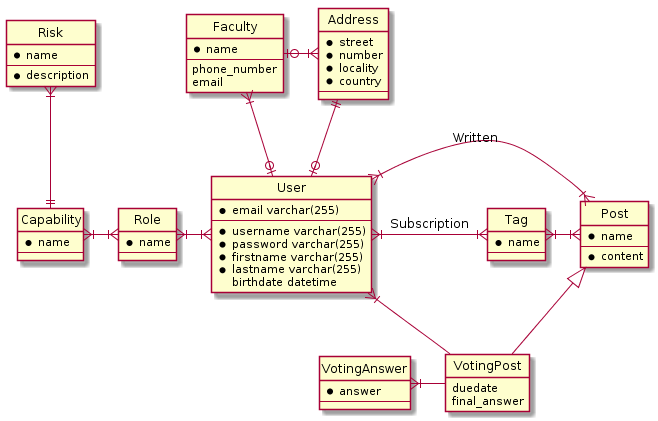 Risk
name
description
Faculty
name
phone_number
email
Address
street
number
locality
country
Written
Capability
name
Role
name
User
email varchar(255)
username varchar(255)
password varchar(255)
firstname varchar(255)
lastname varchar(255)
birthdate datetime
Subscription
Tag
name
Post
name
content
VotingAnswer
answer
VotingPost
duedate
final_answer